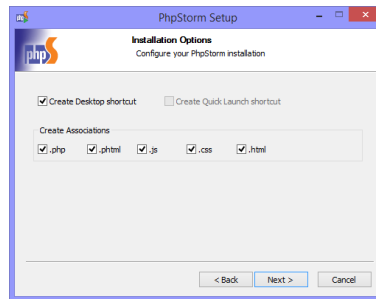 PhpStorm Setup
Installation Options
Configure your PhpStorm installation
php
Create Desktop shortcut Create Quick Launch shortcut
Create Associations
.php .phtml .js .css .html
< Back Next > Cancel